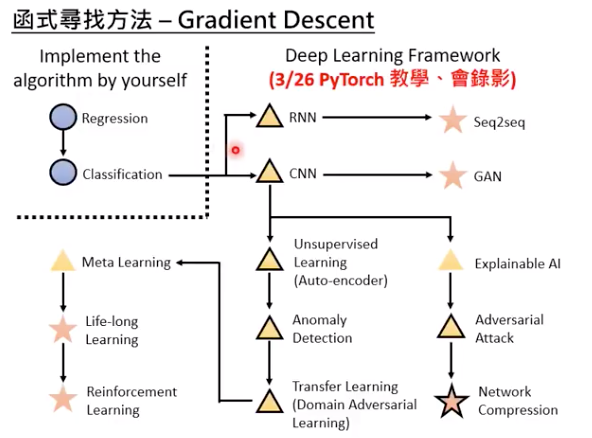 函式尋找方法 – Gradient Descent
Implement the
algorithm by yourself
Deep Learning Framework
(3/26 PyTorch 教學、會錄影)
Regression
Classification
RNN
Seq2seq
CNN
GAN
Unsupervised
Learning
(Auto-encoder)
Explainable AI
Meta Learning
Anomaly
Detection
Adversarial
Attack
Life-long
Learning
Transfer Learning
(Domain Adversarial
Learning)
Network
Compression
Reinforcement
Learning